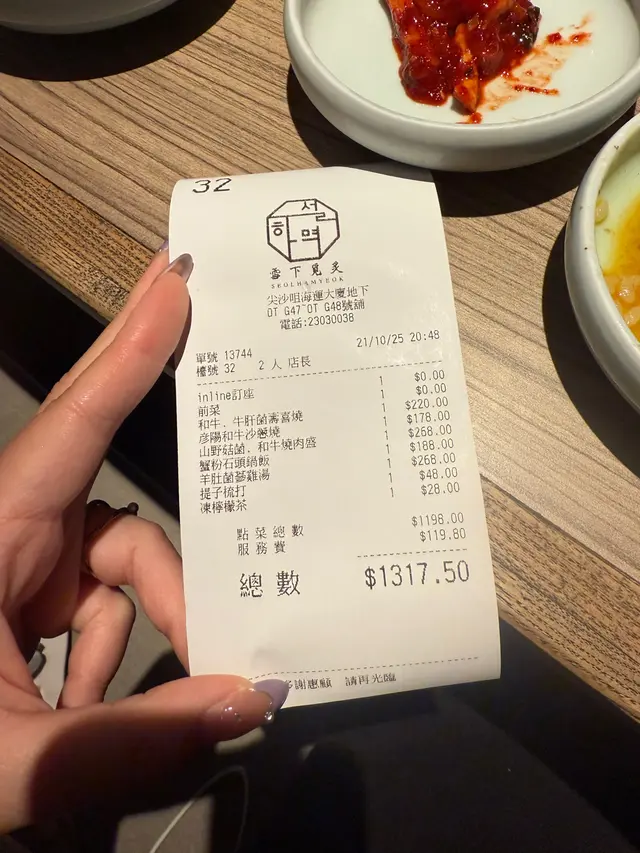 32
설
하
멱
雪下覓炙
SEOLHAMYEOK
尖沙咀海運大廈地下
OT G47~OT G48號舖
電話:23030038
單號 13744 21/10/25 20:48
檯號 32 2 人 店長
inline訂座 1 $0.00
前菜 1 $0.00
和牛、牛肝菌壽喜燒 1 $220.00
彦陽和牛沙戀燒 1 $178.00
山野菇菌、和牛燒肉盛 1 $268.00
蟹粉石頭鍋飯 1 $188.00
羊肚菌蔘雞湯 1 $268.00
提子梳打 1 $48.00
凍檸檬茶 1 $28.00
點菜總數 $1198.00
服務費 $119.80
總數 $1317.50
多謝惠顧 請再光臨